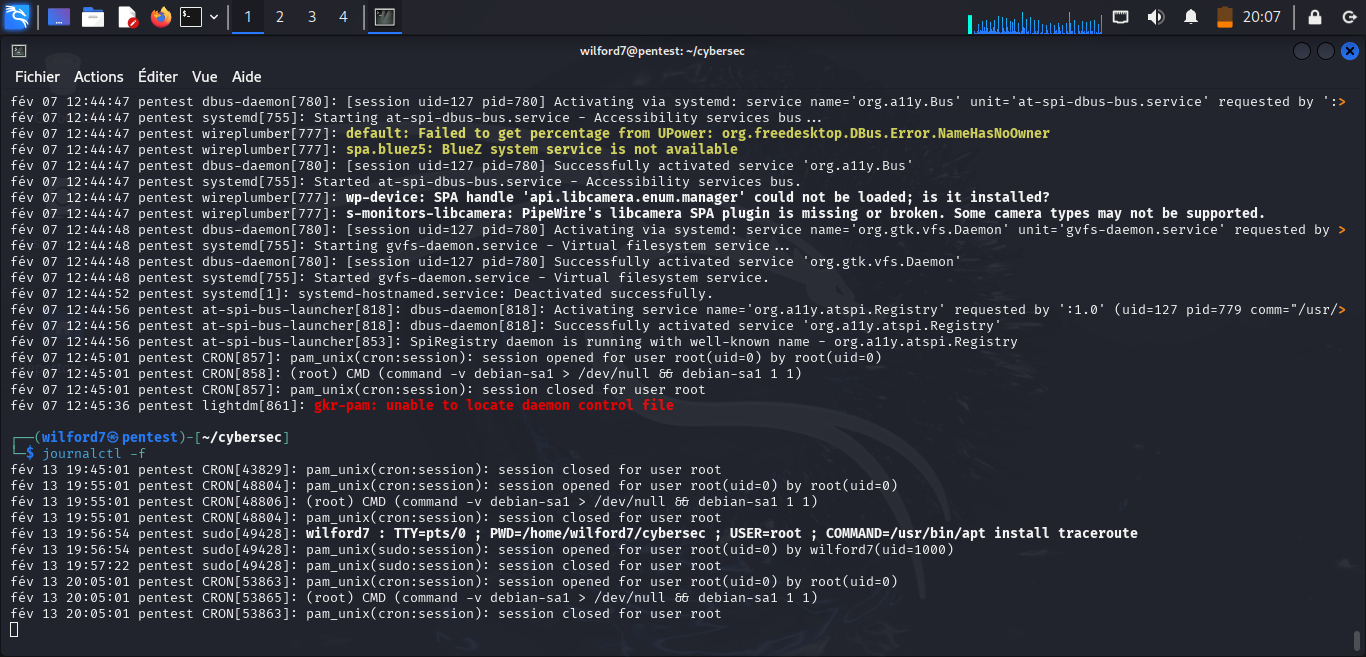 1 2 3 4 20:07
wilford7@pentest: ~/cybersec
Fichier Actions Éditer Vue Aide
fév 07 12:44:47 pentest dbus-daemon[780]: [session uid=127 pid=780] Activating via systemd: service name='org.a11y.Bus' unit='at-spi-dbus-bus.service' requested by ':>
fév 07 12:44:47 pentest systemd[755]: Starting at-spi-dbus-bus.service - Accessibility services bus...
fév 07 12:44:47 pentest wireplumber[777]: default: Failed to get percentage from UPower: org.freedesktop.DBus.Error.NameHasNoOwner
fév 07 12:44:47 pentest wireplumber[777]: spa.bluez5: BlueZ system service is not available
fév 07 12:44:47 pentest dbus-daemon[780]: [session uid=127 pid=780] Successfully activated service 'org.a11y.Bus'
fév 07 12:44:47 pentest systemd[755]: Started at-spi-dbus-bus.service - Accessibility services bus.
fév 07 12:44:47 pentest wireplumber[777]: wp-device: SPA handle 'api.libcamera.enum.manager' could not be loaded; is it installed?
fév 07 12:44:47 pentest wireplumber[777]: s-monitors-libcamera: PipeWire's libcamera SPA plugin is missing or broken. Some camera types may not be supported.
fév 07 12:44:48 pentest dbus-daemon[780]: [session uid=127 pid=780] Activating via systemd: service name='org.gtk.vfs.Daemon' unit='gvfs-daemon.service' requested by >
fév 07 12:44:48 pentest systemd[755]: Starting gvfs-daemon.service - Virtual filesystem service...
fév 07 12:44:48 pentest dbus-daemon[780]: [session uid=127 pid=780] Successfully activated service 'org.gtk.vfs.Daemon'
fév 07 12:44:48 pentest systemd[755]: Started gvfs-daemon.service - Virtual filesystem service.
fév 07 12:44:52 pentest systemd[1]: systemd-hostnamed.service: Deactivated successfully.
fév 07 12:44:56 pentest at-spi-bus-launcher[818]: dbus-daemon[818]: Activating service name='org.a11y.atspi.Registry' requested by ':1.0' (uid=127 pid=779 comm="/usr/>
fév 07 12:44:56 pentest at-spi-bus-launcher[818]: dbus-daemon[818]: Successfully activated service 'org.a11y.atspi.Registry'
fév 07 12:44:56 pentest at-spi-bus-launcher[853]: SpiRegistry daemon is running with well-known name - org.a11y.atspi.Registry
fév 07 12:45:01 pentest CRON[857]: pam_unix(cron:session): session opened for user root(uid=0) by root(uid=0)
fév 07 12:45:01 pentest CRON[858]: (root) CMD (command -v debian-sa1 > /dev/null && debian-sa1 1 1)
fév 07 12:45:01 pentest CRON[857]: pam_unix(cron:session): session closed for user root
fév 07 12:45:36 pentest lightdm[861]: gkr-pam: unable to locate daemon control file
┌──(wilford7㉿pentest)-[~/cybersec]
└─$ journalctl -f
fév 13 19:45:01 pentest CRON[43829]: pam_unix(cron:session): session closed for user root
fév 13 19:55:01 pentest CRON[48804]: pam_unix(cron:session): session opened for user root(uid=0) by root(uid=0)
fév 13 19:55:01 pentest CRON[48806]: (root) CMD (command -v debian-sa1 > /dev/null && debian-sa1 1 1)
fév 13 19:55:01 pentest CRON[48804]: pam_unix(cron:session): session closed for user root
fév 13 19:56:54 pentest sudo[49428]: wilford7 : TTY=pts/0 ; PWD=/home/wilford7/cybersec ; USER=root ; COMMAND=/usr/bin/apt install traceroute
fév 13 19:56:54 pentest sudo[49428]: pam_unix(sudo:session): session opened for user root(uid=0) by wilford7(uid=1000)
fév 13 19:57:22 pentest sudo[49428]: pam_unix(sudo:session): session closed for user root
fév 13 20:05:01 pentest CRON[53863]: pam_unix(cron:session): session opened for user root(uid=0) by root(uid=0)
fév 13 20:05:01 pentest CRON[53865]: (root) CMD (command -v debian-sa1 > /dev/null && debian-sa1 1 1)
fév 13 20:05:01 pentest CRON[53863]: pam_unix(cron:session): session closed for user root